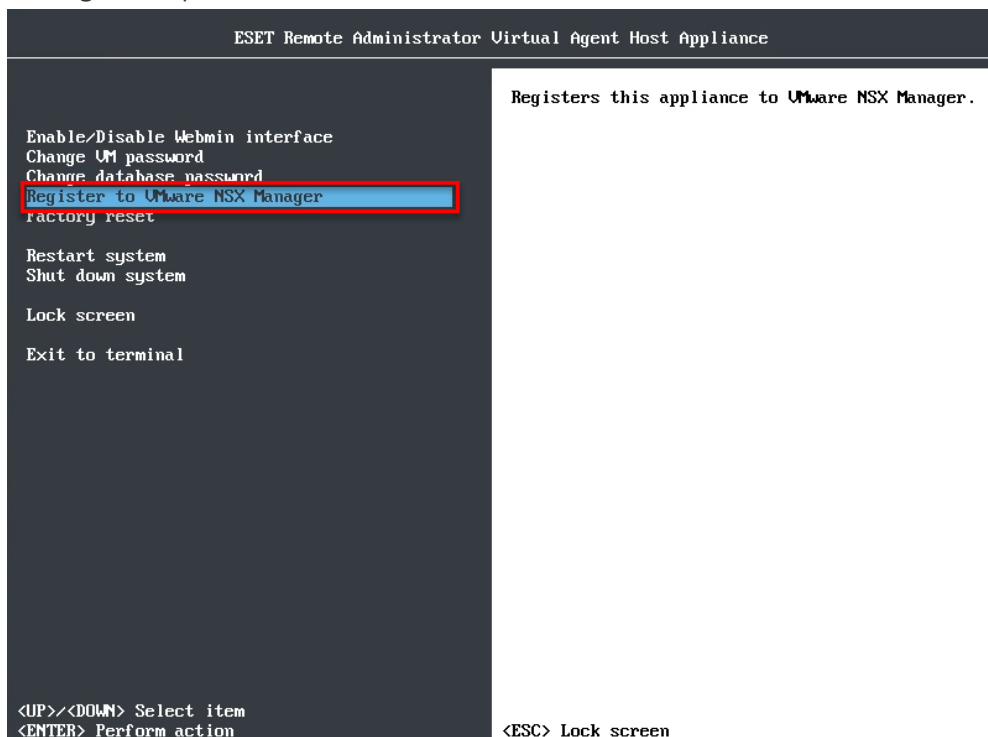 ESET Remote Administrator Virtual Agent Host Appliance
Registers this appliance to VMware NSX Manager.
Enable/Disable Webmin interface
Change VM password
Change database password
Register to VMware NSX Manager
Factory reset
Restart system
Shut down system
Lock screen
Exit to terminal
<UP>/<DOWN> Select item
<ENTER> Perform action
<ESC> Lock screen